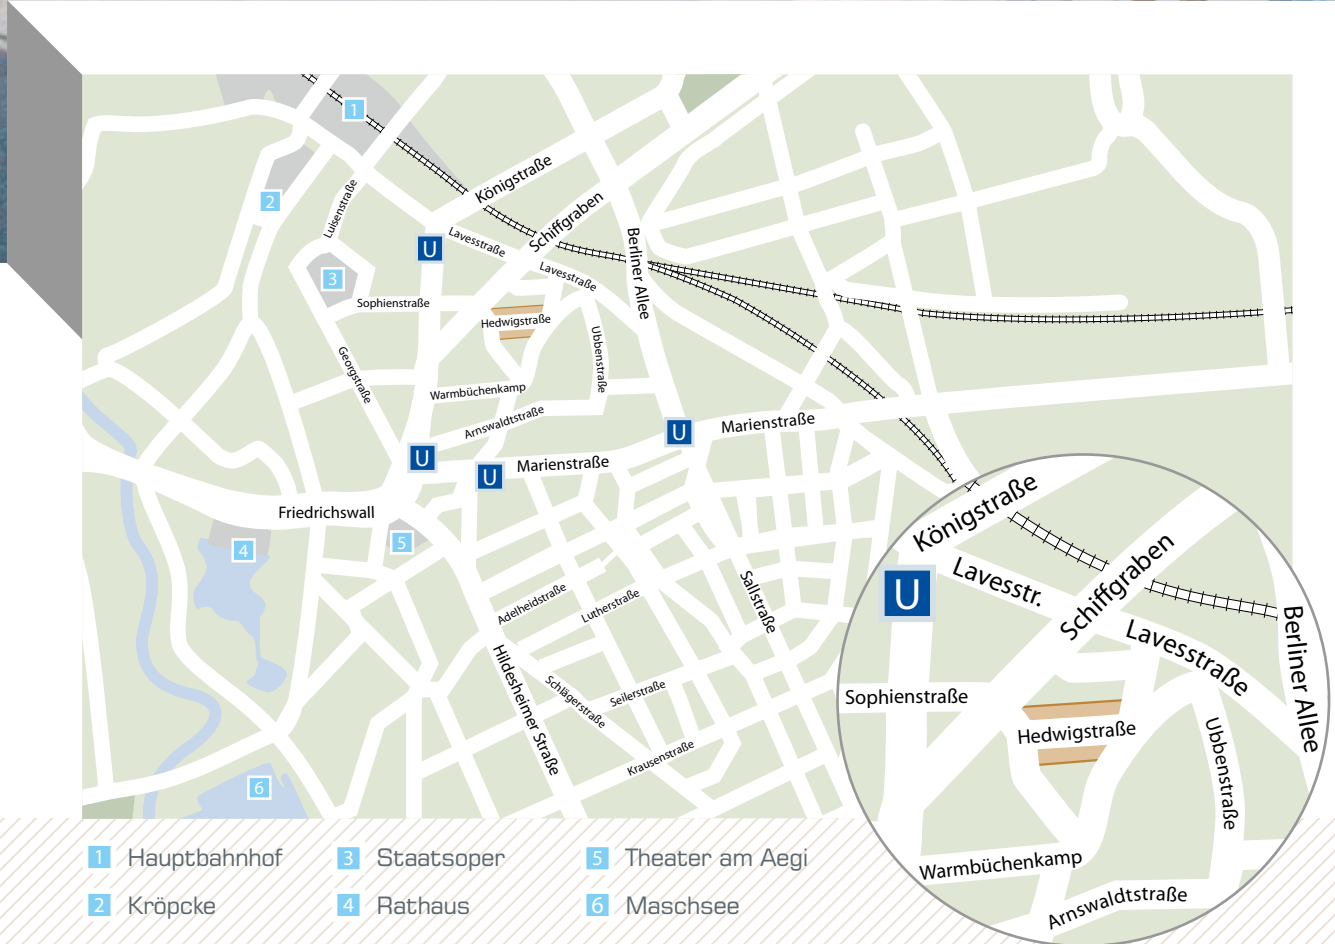 1
Königstraße
Luisenstraße
2
Schiffgraben
Lavesstraße
U
Berliner Allee
Lavesstraße
3
Sophienstraße
Hedwigstraße
Ubbenstraße
Georgstraße
Warmbüchenkamp
Arnswaldtstraße
U
Marienstraße
U
Marienstraße
U
Friedrichswall
4
5
Adelheidstraße
Lutherstraße
Sallstraße
Hildesheimer Straße
Schlägerstraße
Seilerstraße
Krausenstraße
6
Königstraße
Lavesstr.
Schiffgraben
U
Lavesstraße
Berliner Allee
Sophienstraße
Hedwigstraße
Ubbenstraße
Warmbüchenkamp
Arnswaldtstraße
1 Hauptbahnhof
3 Staatsoper
5 Theater am Aegi
2 Kröpcke
4 Rathaus
6 Maschsee